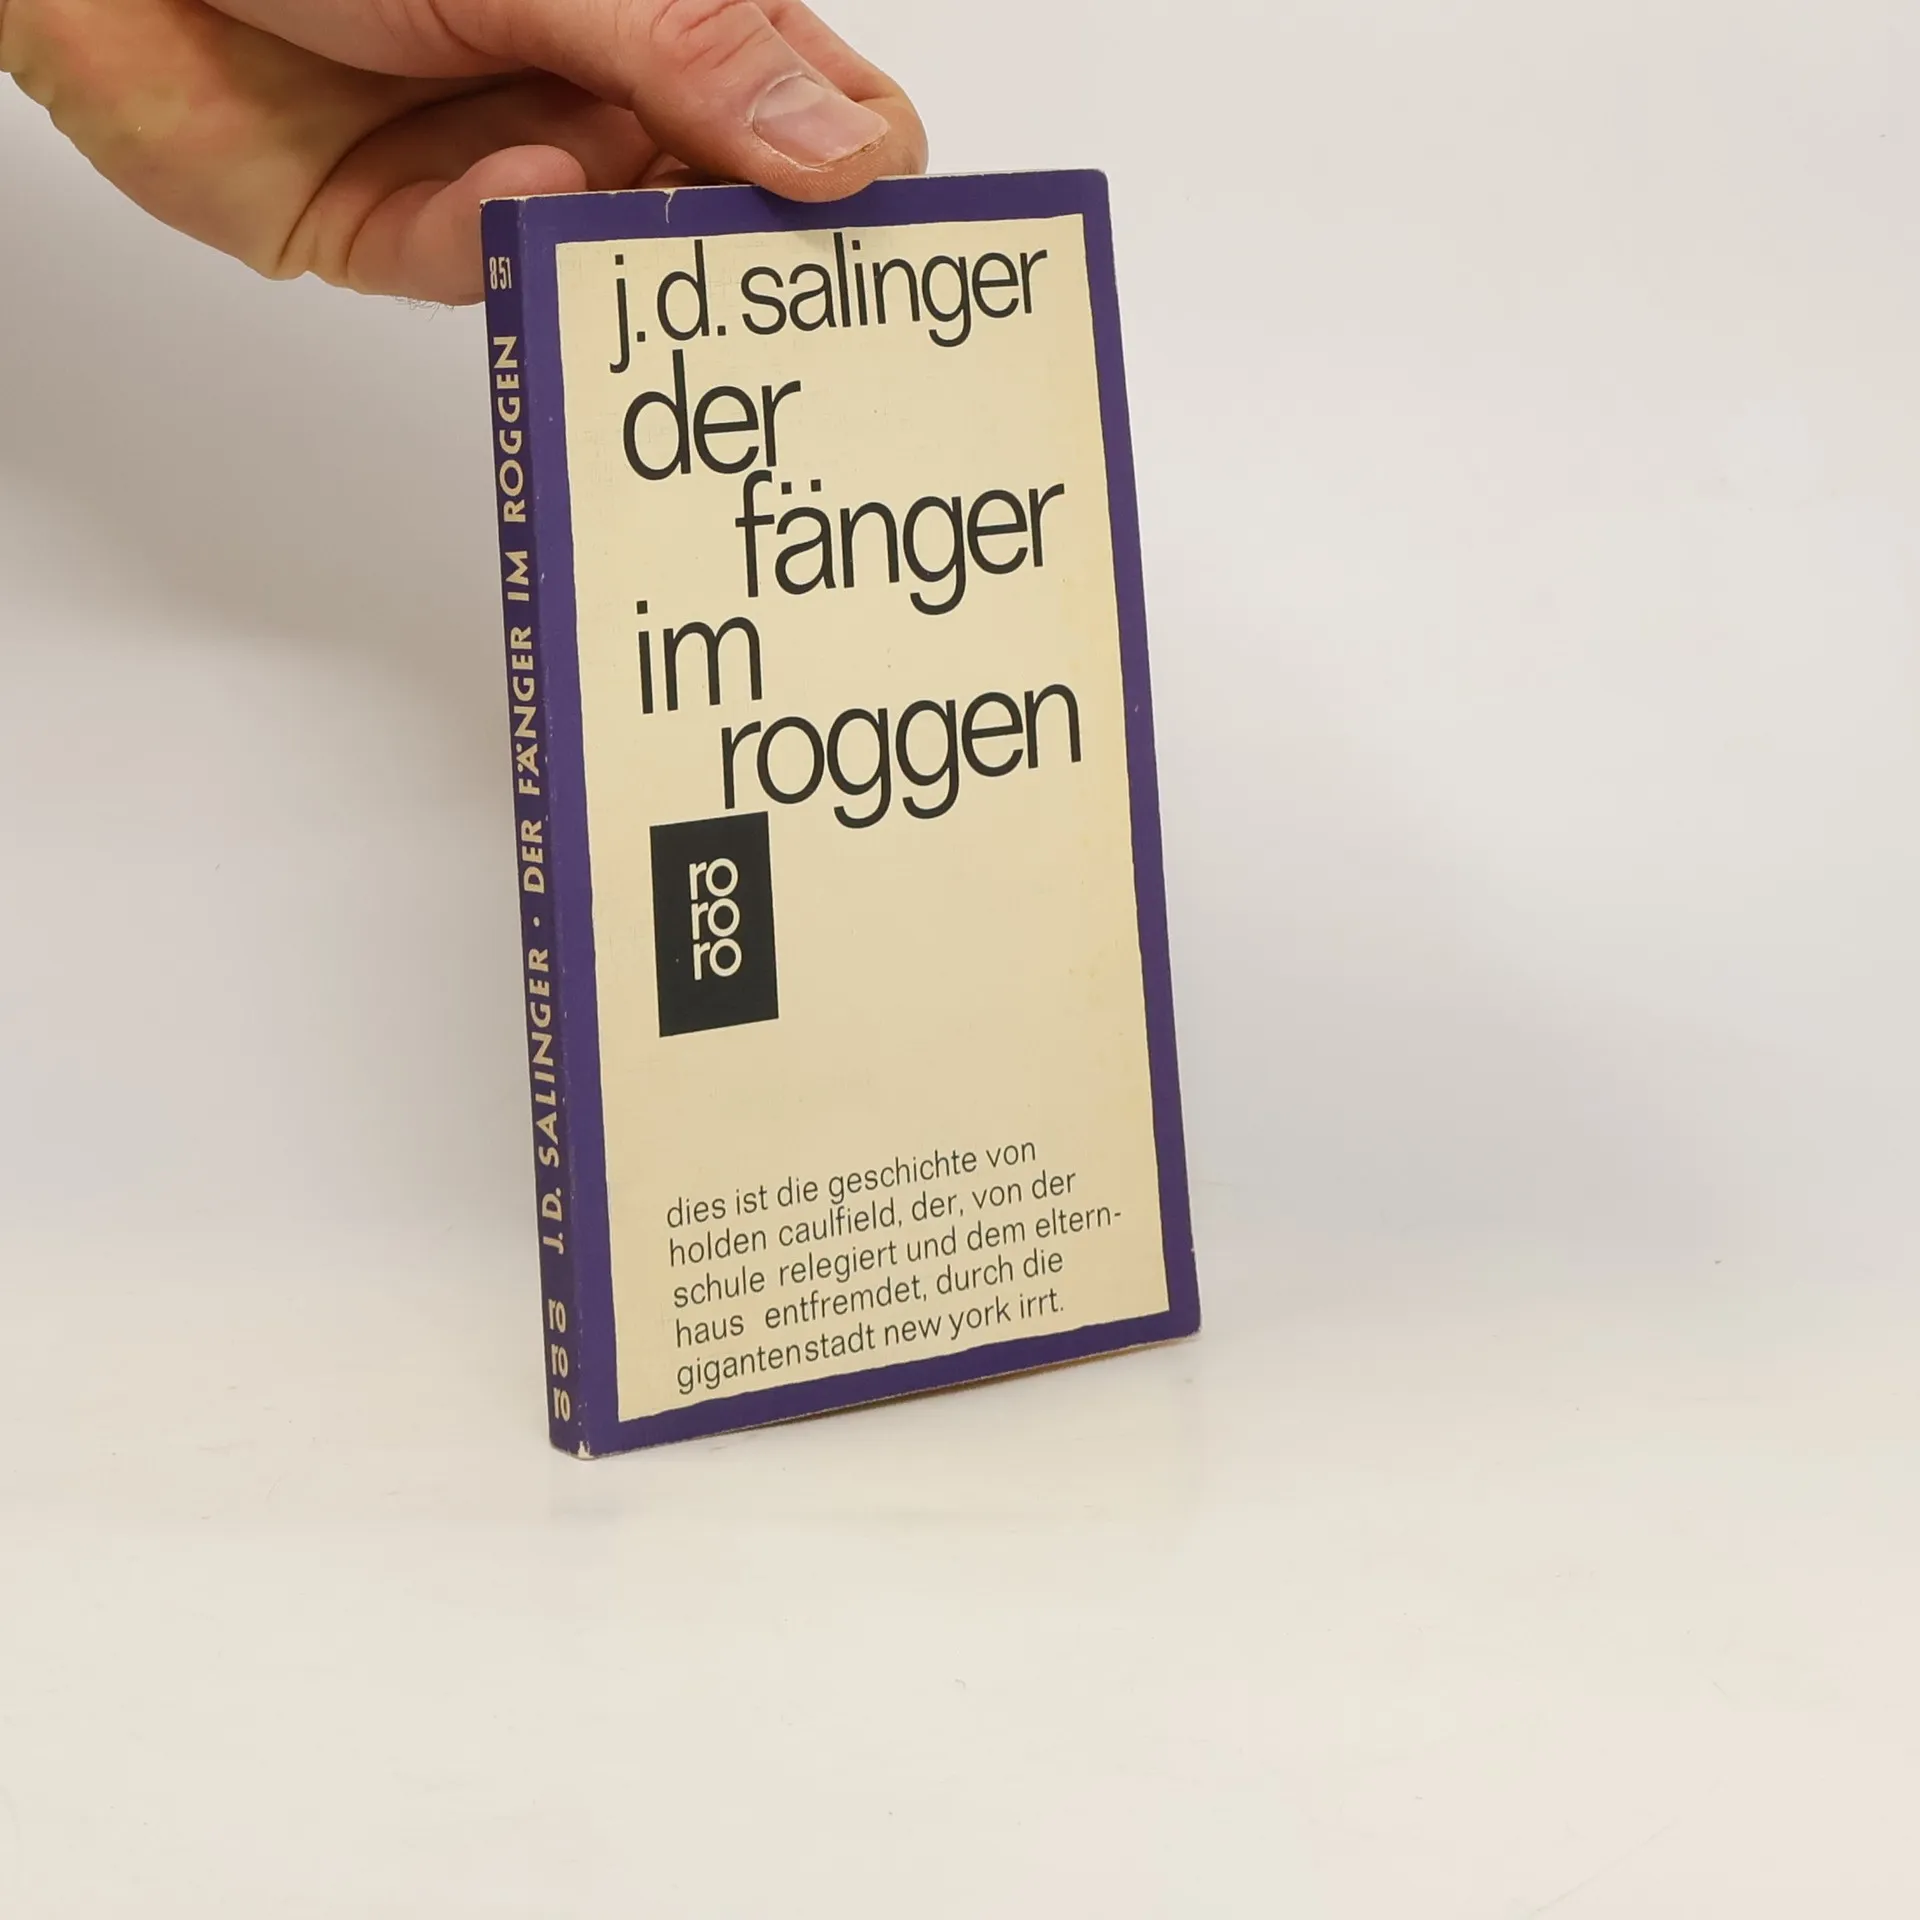 851
J. D. SALINGER · DER FÄNGER IM ROGGEN
ro
ro
ro
j.d.salinger
der
fänger
im
roggen
ro
ro
ro
dies ist die geschichte von
holden caulfield, der, von der
schule relegiert und dem eltern-
haus entfremdet, durch die
gigantenstadt new york irrt.